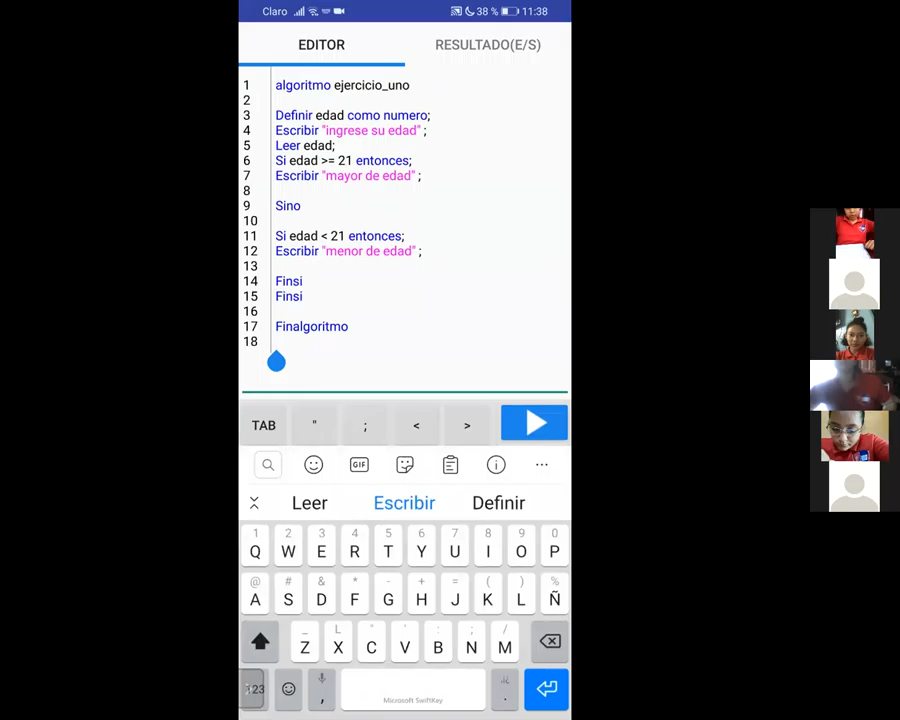 Claro 38 % 11:38
EDITOR RESULTADO(E/S)
1 algoritmo ejercicio_uno
2
3 Definir edad como numero;
4 Escribir "ingrese su edad" ;
5 Leer edad;
6 Si edad >= 21 entonces;
7 Escribir "mayor de edad" ;
8
9 Sino
10
11 Si edad < 21 entonces;
12 Escribir "menor de edad" ;
13
14 Finsi
15 Finsi
16
17 Finalgoritmo
18
TAB " ; < >
GIF
Leer Escribir Definir
1 2 3 4 5 6 7 8 9 0
Q W E R T Y U I O P
@ # & * - + = ( ) %
A S D F G H J K L Ñ
_ L " ' : ; /
Z X C V B N M
123 , Microsoft SwiftKey .